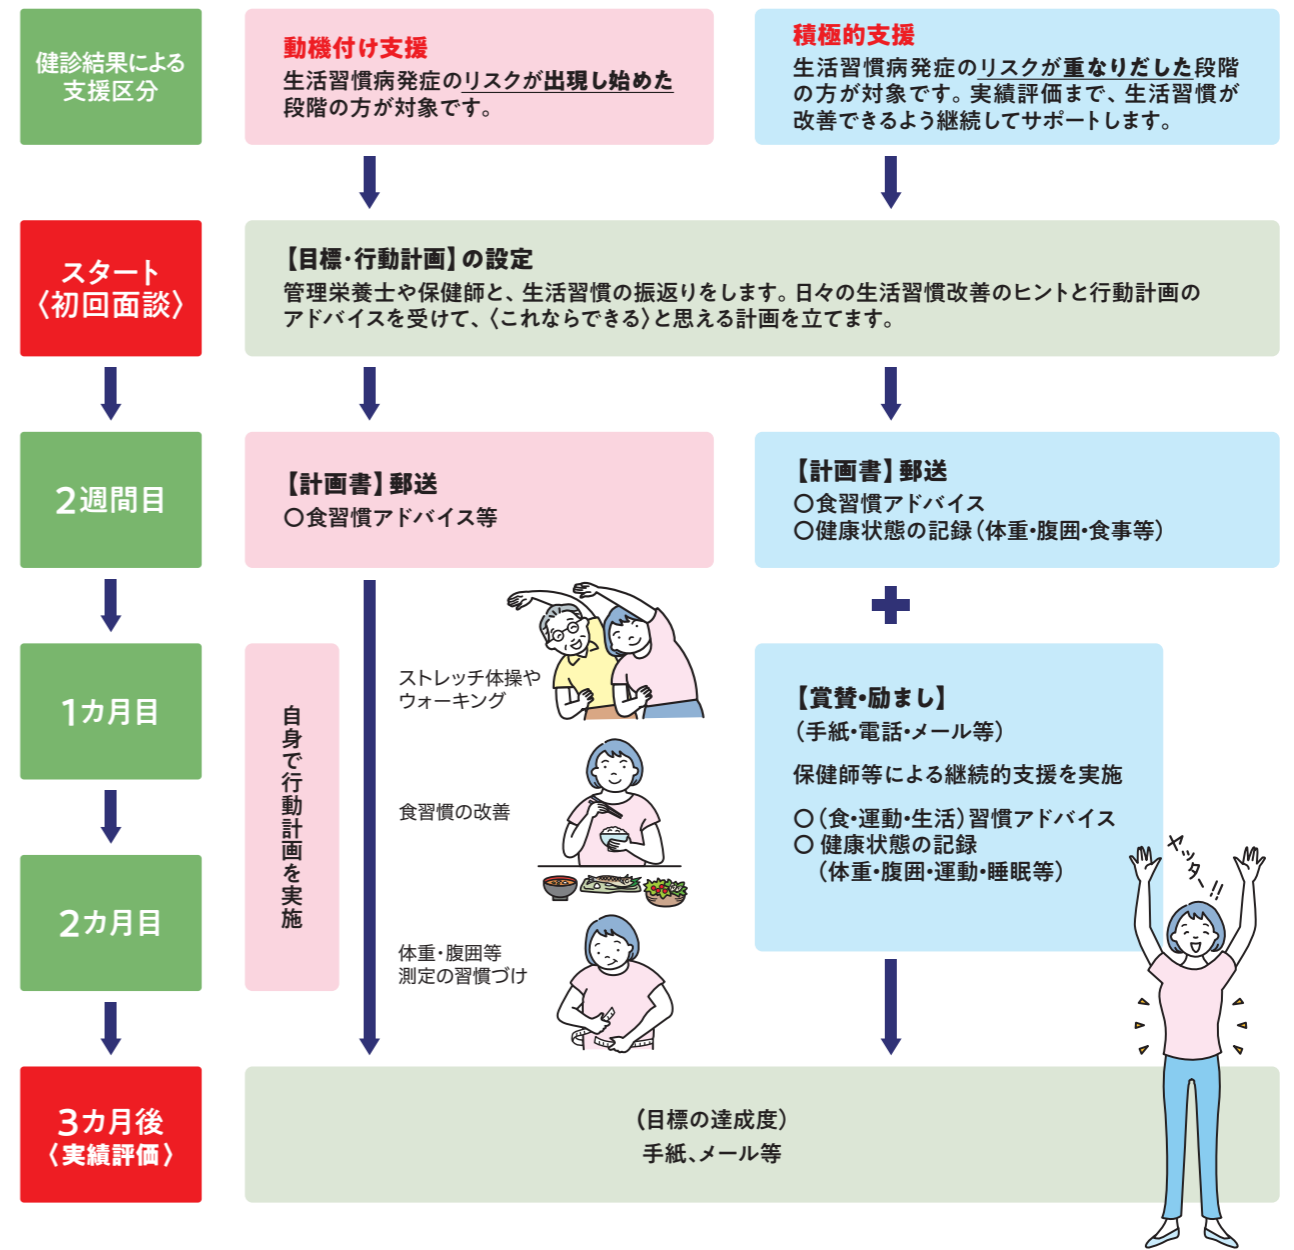 健診結果による
支援区分
動機付け支援
生活習慣病発症のリスクが出現し始めた
段階の方が対象です。
積極的支援
生活習慣病発症のリスクが重なりだした段階
の方が対象です。実績評価まで、生活習慣が
改善できるよう継続してサポートします。
スタート
〈初回面談〉
【目標・行動計画】の設定
管理栄養士や保健師と、生活習慣の振返りをします。日々の生活習慣改善のヒントと行動計画の
アドバイスを受けて、〈これならできる〉と思える計画を立てます。
2週間目
【計画書】郵送
〇食習慣アドバイス等
【計画書】郵送
〇食習慣アドバイス
〇健康状態の記録（体重・腹囲・食事等）
1カ月目
2カ月目
自身で行動計画を実施
ストレッチ体操や
ウォーキング
食習慣の改善
体重・腹囲等
測定の習慣づけ
【賞賛・励まし】
（手紙・電話・メール等）
保健師等による継続的支援を実施
〇（食・運動・生活）習慣アドバイス
〇 健康状態の記録
（体重・腹囲・運動・睡眠等）
ヤッター!!
3カ月後
〈実績評価〉
（目標の達成度）
手紙、メール等